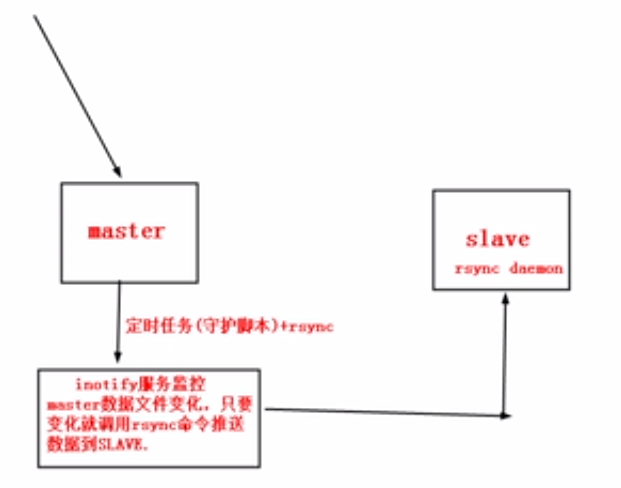 master
slave
rsync daemon
定时任务(守护脚本)+rsync
inotify服务监控
master数据文件变化，只要
变化就调用rsync命令推送
数据到SLAVE.